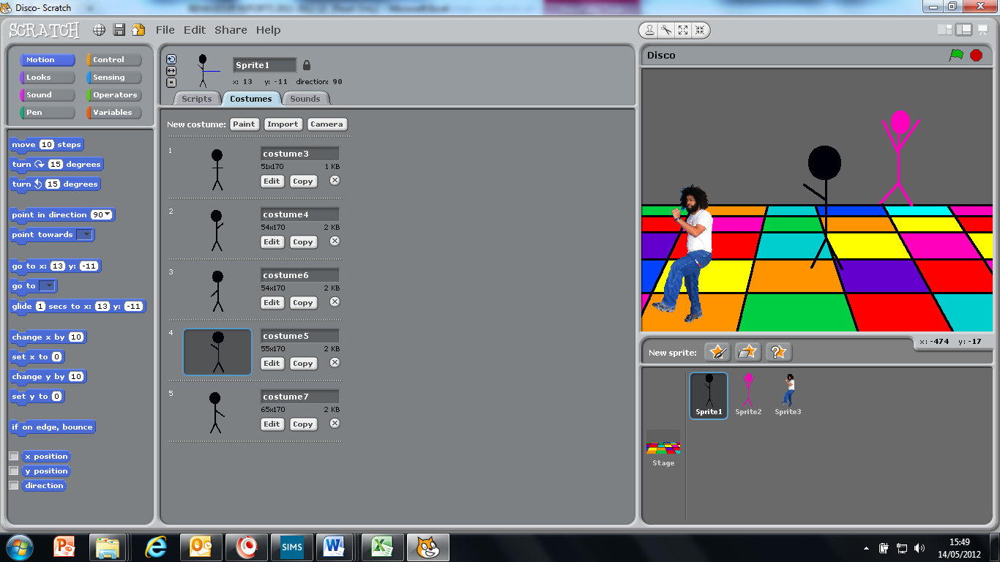 Disco- Scratch
SCRATCH
File Edit Share Help
Motion Control
Looks Sensing
Sound Operators
Pen Variables
move 10 steps
turn 15 degrees
turn 15 degrees
point in direction 90
point towards
go to x: 13 y: -11
go to
glide 1 secs to x: 13 y: -11
change x by 10
set x to 0
change y by 10
set y to 0
if on edge, bounce
x position
y position
direction
Sprite1
x: 13 y: -11 direction: 90
Scripts Costumes Sounds
New costume: Paint Import Camera
1 costume3
51x170 1 KB
Edit Copy
2 costume4
54x170 2 KB
Edit Copy
3 costume6
54x170 2 KB
Edit Copy
4 costume5
55x170 2 KB
Edit Copy
5 costume7
65x170 2 KB
Edit Copy
Disco
x: -474 y: -17
New sprite:
Sprite1 Sprite2 Sprite3
Stage
SIMS
15:49
14/05/2012